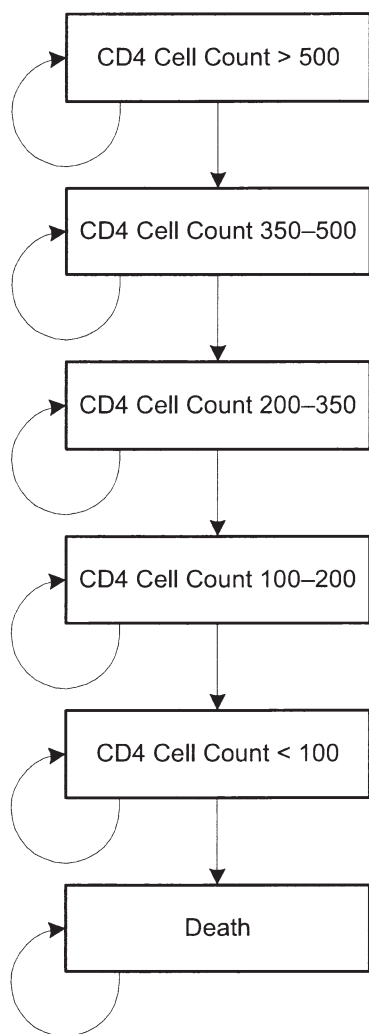 CD4 Cell Count > 500
CD4 Cell Count 350–500
CD4 Cell Count 200–350
CD4 Cell Count 100–200
CD4 Cell Count < 100
Death